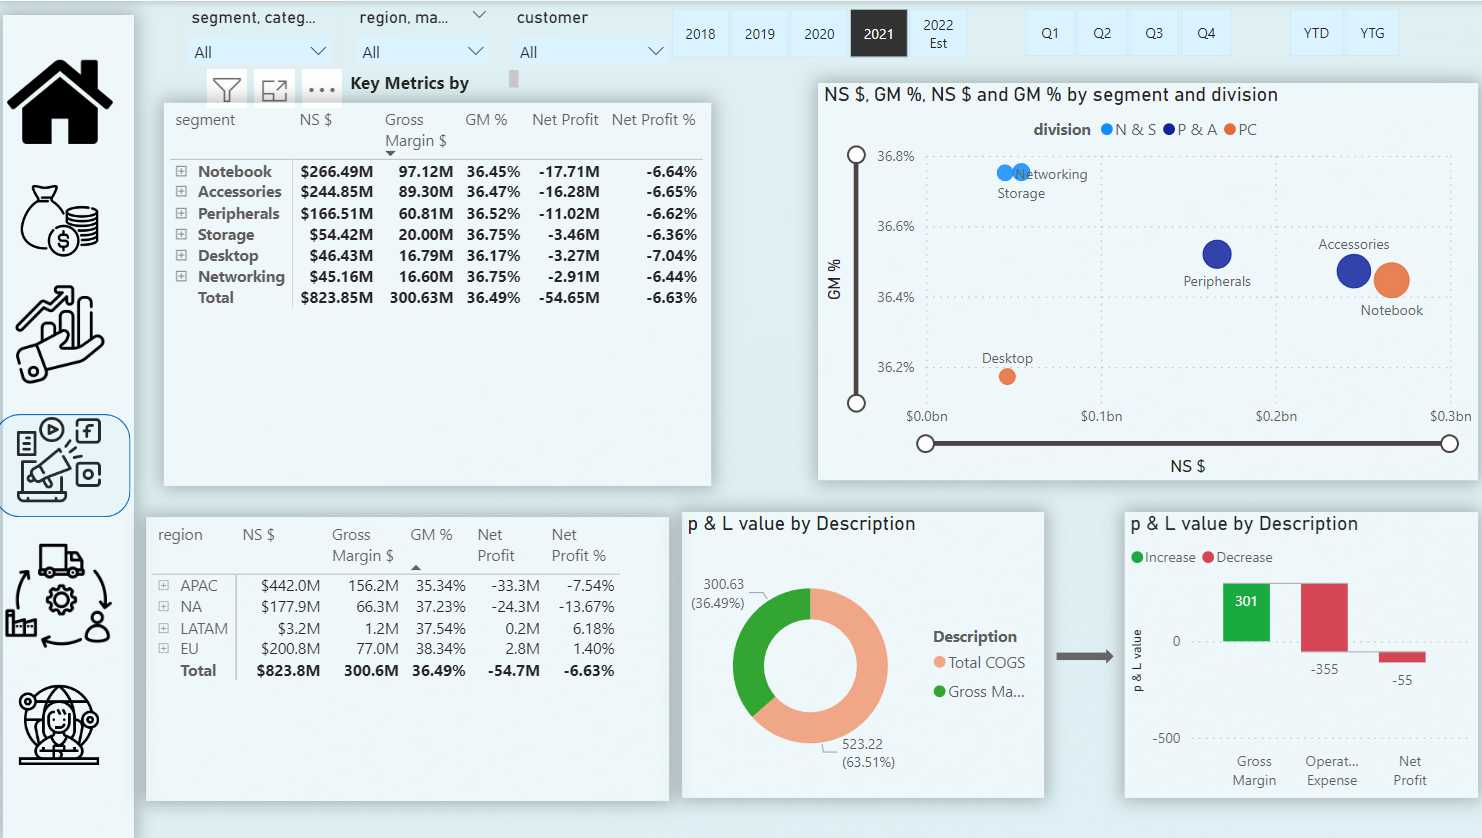 segment, categ...
All
region, ma...
All
customer
All
2018 2019 2020 2021 2022 Est
Q1 Q2 Q3 Q4
YTD YTG
Key Metrics by
segment NS $ Gross Margin $ GM % Net Profit Net Profit %
Notebook $266.49M 97.12M 36.45% -17.71M -6.64%
Accessories $244.85M 89.30M 36.47% -16.28M -6.65%
Peripherals $166.51M 60.81M 36.52% -11.02M -6.62%
Storage $54.42M 20.00M 36.75% -3.46M -6.36%
Desktop $46.43M 16.79M 36.17% -3.27M -7.04%
Networking $45.16M 16.60M 36.75% -2.91M -6.44%
Total $823.85M 300.63M 36.49% -54.65M -6.63%
NS $, GM %, NS $ and GM % by segment and division
division N & S P & A PC
36.8%
36.6%
36.4%
36.2%
GM %
Networking
Storage
Peripherals
Accessories
Notebook
Desktop
$0.0bn $0.1bn $0.2bn $0.3bn
NS $
region NS $ Gross Margin $ GM % Net Profit Net Profit %
APAC $442.0M 156.2M 35.34% -33.3M -7.54%
NA $177.9M 66.3M 37.23% -24.3M -13.67%
LATAM $3.2M 1.2M 37.54% 0.2M 6.18%
EU $200.8M 77.0M 38.34% 2.8M 1.40%
Total $823.8M 300.6M 36.49% -54.7M -6.63%
p & L value by Description
300.63
(36.49%)
523.22
(63.51%)
Description
Total COGS
Gross Ma...
p & L value by Description
Increase Decrease
p & L value
0
-500
301
-355
-55
Gross Margin
Operat... Expense
Net Profit
f
$